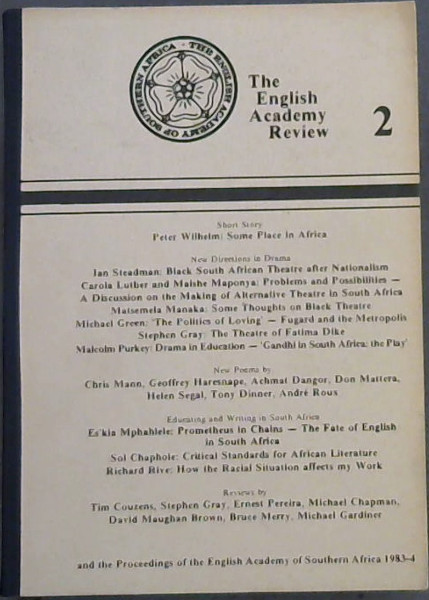 THE ENGLISH ACADEMY OF SOUTHERN AFRICA
The
English
Academy
Review
2
Short Story
Peter Wilhelm: Some Place in Africa
New Directions in Drama
Ian Steadman: Black South African Theatre after Nationalism
Carola Luther and Maishe Maponya: Problems and Possibilities —
A Discussion on the Making of Alternative Theatre in South Africa
Matsemela Manaka: Some Thoughts on Black Theatre
Michael Green: 'The Politics of Loving' — Fugard and the Metropolis
Stephen Gray: The Theatre of Fatima Dike
Malcolm Purkey: Drama in Education — 'Gandhi in South Africa: the Play'
New Poems by
Chris Mann, Geoffrey Haresnape, Achmat Dangor, Don Mattera,
Helen Segal, Tony Dinner, André Roux
Educating and Writing in South Africa
Es'kia Mphahlele: Prometheus in Chains — The Fate of English
in South Africa
Sol Chaphole: Critical Standards for African Literature
Richard Rive: How the Racial Situation affects my Work
Reviews by
Tim Couzens, Stephen Gray, Ernest Pereira, Michael Chapman,
David Maughan Brown, Bruce Merry, Michael Gardiner
and the Proceedings of the English Academy of Southern Africa 1983–4